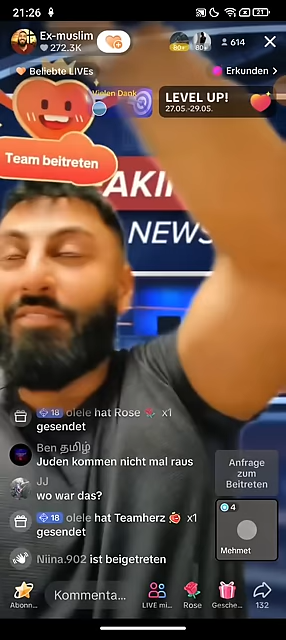 21:26
21
Ex-muslim
272.3K
80+
80+
614
Beliebte LIVEs
Erkunden >
Vielen Dank
LEVEL UP!
27.05.-29.05.
Team beitreten
NEWS
18 olele hat Rose x1
gesendet
Ben தமிழ்
Juden kommen nicht mal raus
JJ
wo war das?
18 olele hat Teamherz x1
gesendet
Niina.902 ist beigetreten
Anfrage
zum
Beitreten
4
Mehmet
Kommenta...
Abonn...
LIVE mi...
Rose
Gesche...
132